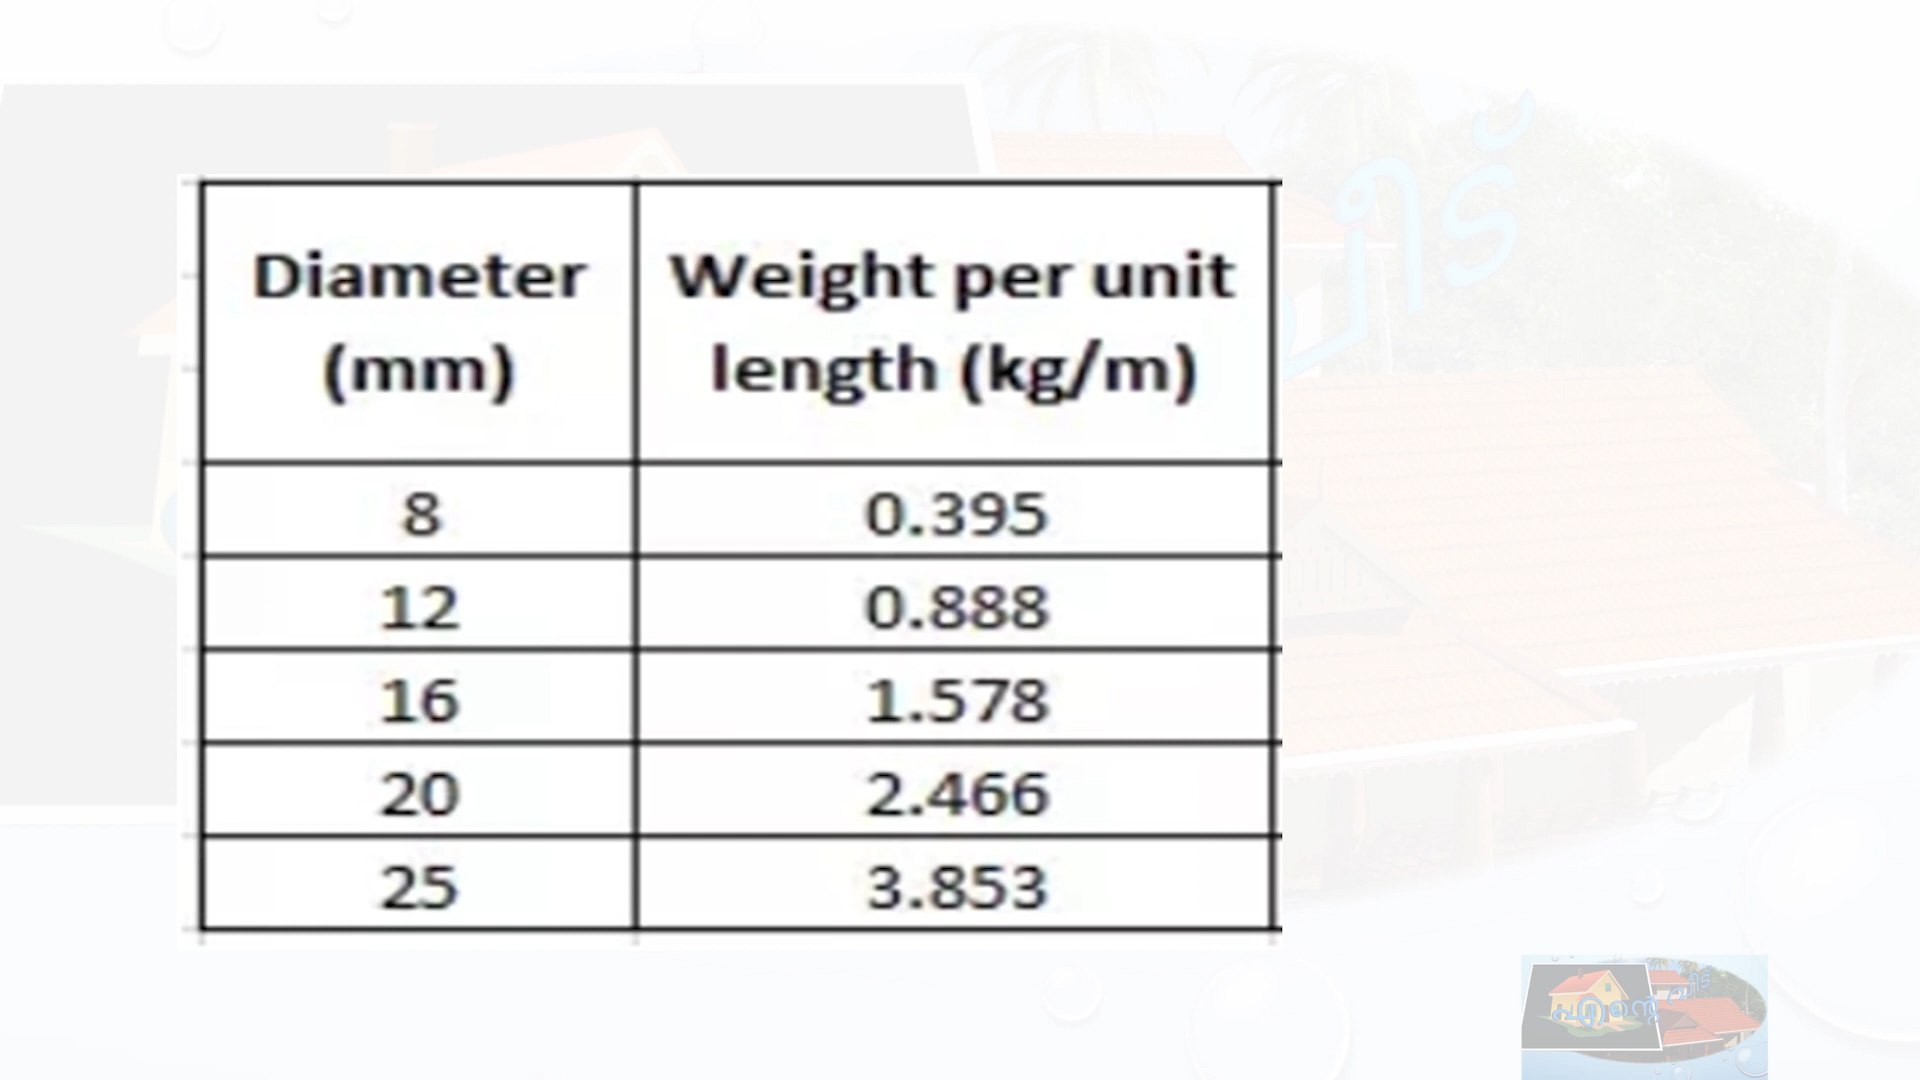 Diameter
(mm)
Weight per unit
length (kg/m)
8 0.395
12 0.888
16 1.578
20 2.466
25 3.853
എന്റെ വീട്